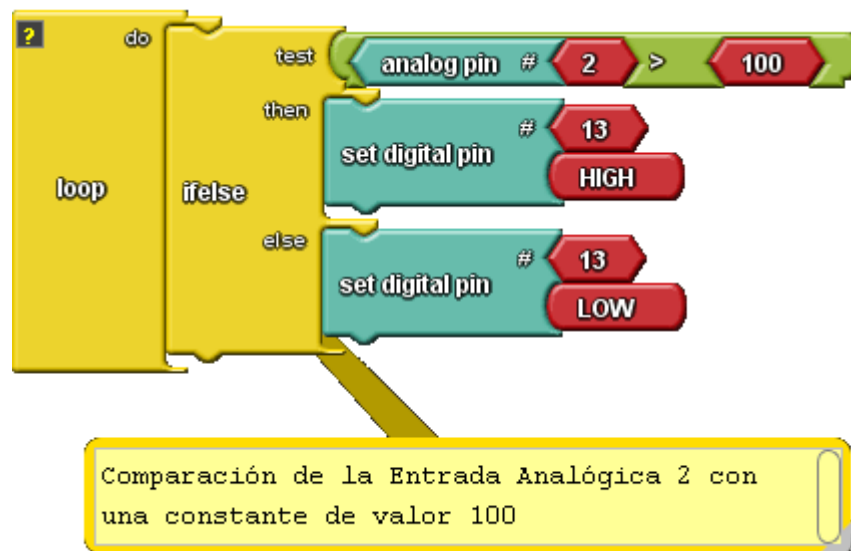 ?
do
test
analog pin # 2 > 100
then
set digital pin # 13
HIGH
loop
ifelse
else
set digital pin # 13
LOW
Comparación de la Entrada Analógica 2 con
una constante de valor 100